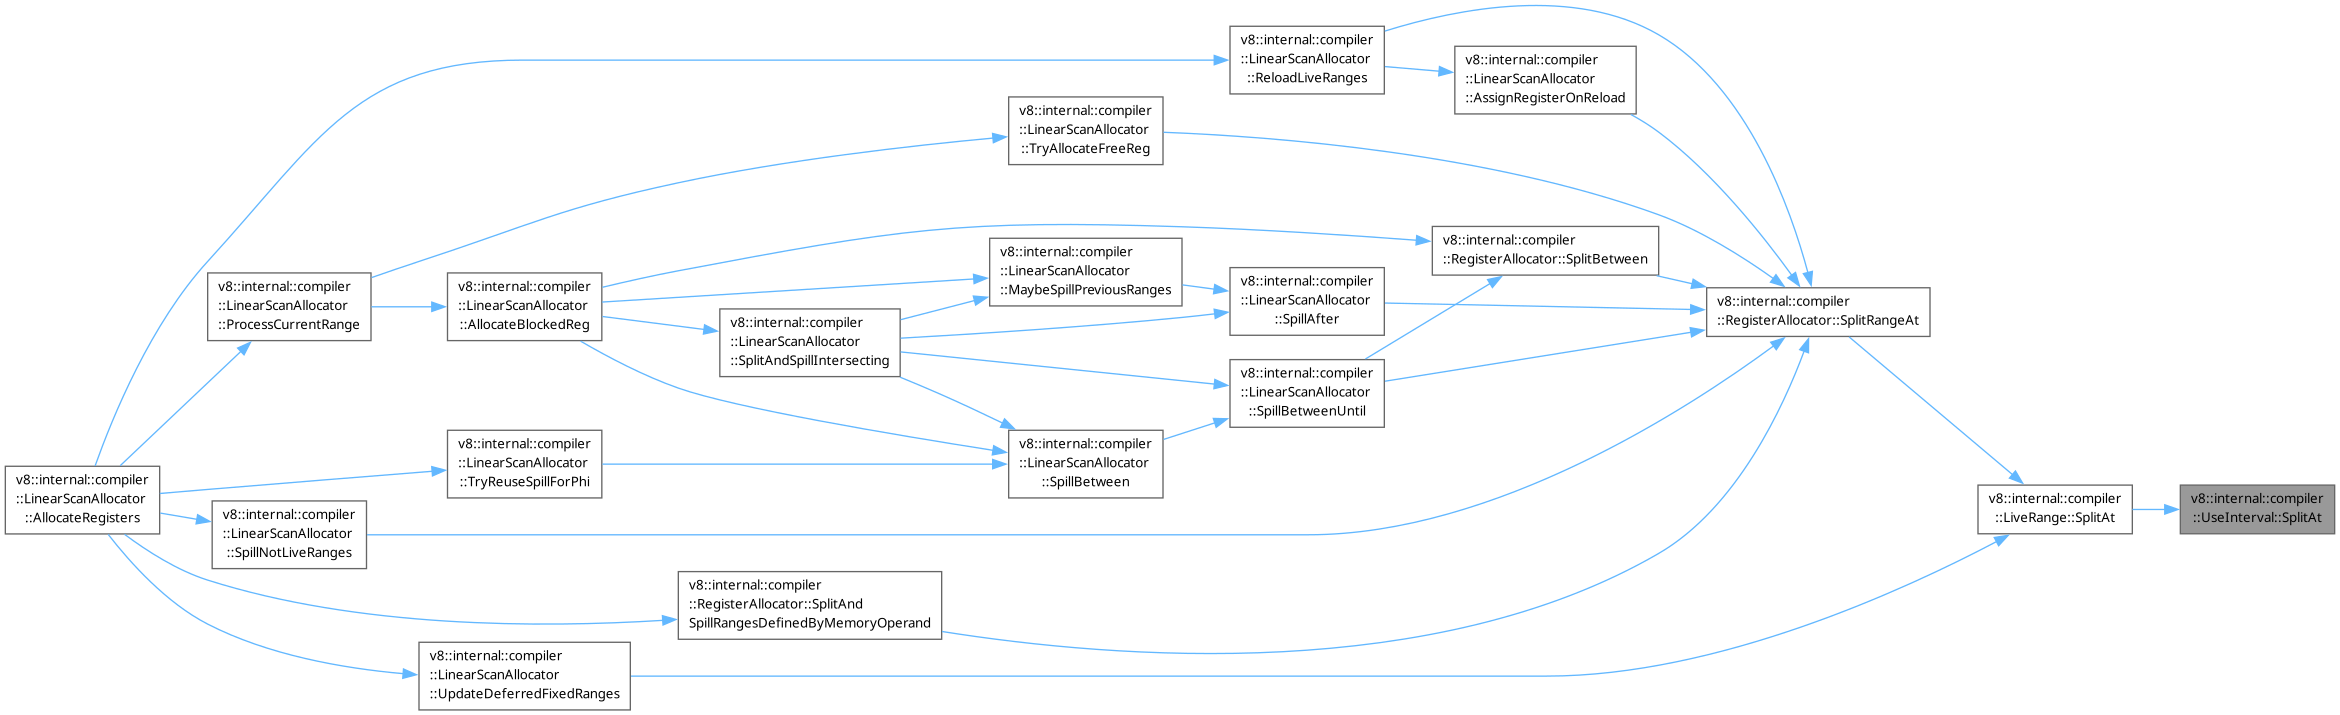 v8::internal::compiler
::LinearScanAllocator
::ReloadLiveRanges
v8::internal::compiler
::LinearScanAllocator
::AssignRegisterOnReload
v8::internal::compiler
::LinearScanAllocator
::TryAllocateFreeReg
v8::internal::compiler
::RegisterAllocator::SplitBetween
v8::internal::compiler
::LinearScanAllocator
::MaybeSpillPreviousRanges
v8::internal::compiler
::LinearScanAllocator
::SpillAfter
v8::internal::compiler
::LinearScanAllocator
::ProcessCurrentRange
v8::internal::compiler
::LinearScanAllocator
::AllocateBlockedReg
v8::internal::compiler
::RegisterAllocator::SplitRangeAt
v8::internal::compiler
::LinearScanAllocator
::SplitAndSpillIntersecting
v8::internal::compiler
::LinearScanAllocator
::SpillBetweenUntil
v8::internal::compiler
::LinearScanAllocator
::TryReuseSpillForPhi
v8::internal::compiler
::LinearScanAllocator
::SpillBetween
v8::internal::compiler
::LinearScanAllocator
::AllocateRegisters
v8::internal::compiler
::LiveRange::SplitAt
v8::internal::compiler
::UseInterval::SplitAt
v8::internal::compiler
::LinearScanAllocator
::SpillNotLiveRanges
v8::internal::compiler
::RegisterAllocator::SplitAnd
SpillRangesDefinedByMemoryOperand
v8::internal::compiler
::LinearScanAllocator
::UpdateDeferredFixedRanges